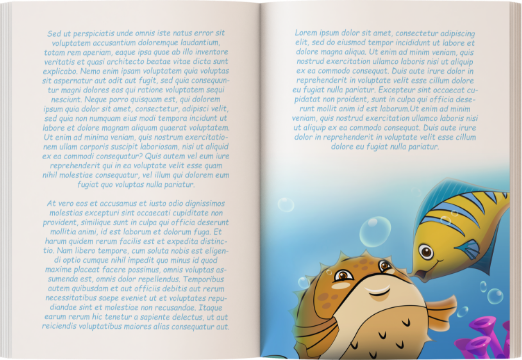 Sed ut perspiciatis unde omnis iste natus error sit
voluptatem accusantium doloremque laudantium,
totam rem aperiam, eaque ipsa quae ab illo inventore
veritatis et quasi architecto beatae vitae dicta sunt
explicabo. Nemo enim ipsam voluptatem quia voluptas
sit aspernatur aut odit aut fugit, sed quia consequun-
tur magni dolores eos qui ratione voluptatem sequi
nesciunt. Neque porro quisquam est, qui dolorem
ipsum quia dolor sit amet, consectetur, adipisci velit,
sed quia non numquam eius modi tempora incidunt ut
labore et dolore magnam aliquam quaerat voluptatem.
Ut enim ad minima veniam, quis nostrum exercitatio-
nem ullam corporis suscipit laboriosam, nisi ut aliquid
ex ea commodi consequatur? Quis autem vel eum iure
reprehenderit qui in ea voluptate velit esse quam
nihil molestiae consequatur, vel illum qui dolorem eum
fugiat quo voluptas nulla pariatur.
At vero eos et accusamus et iusto odio dignissimos
molestias excepturi sint occaecati cupiditate non
provident, similique sunt in culpa qui officia deserunt
mollitia animi, id est laborum et dolorum fuga. Et
harum quidem rerum facilis est et expedita distinc-
tio. Nam libero tempore, cum soluta nobis est eligen-
di optio cumque nihil impedit quo minus id quod
maxime placeat facere possimus, omnis voluptas as-
sumenda est, omnis dolor repellendus. Temporibus
autem quibusdam et aut officiis debitis aut rerum
necessitatibus saepe eveniet ut et voluptates repu-
diandae sint et molestiae non recusandae. Itaque
earum rerum hic tenetur a sapiente delectus, ut aut
reiciendis voluptatibus maiores alias consequatur aut
Lorem ipsum dolor sit amet, consectetur adipiscing
elit, sed do eiusmod tempor incididunt ut labore et
dolore magna aliqua. Ut enim ad minim veniam, quis
nostrud exercitation ullamco laboris nisi ut aliquip
ex ea commodo consequat. Duis aute irure dolor in
reprehenderit in voluptate velit esse cillum dolore
eu fugiat nulla pariatur. Excepteur sint occaecat cu-
pidatat non proident, sunt in culpa qui officia dese-
runt mollit anim id est laborum.Ut enim ad minim
veniam, quis nostrud exercitation ullamco laboris nisi
ut aliquip ex ea commodo consequat. Duis aute irure
dolor in reprehenderit in voluptate velit esse cillum
dolore eu fugiat nulla pariatur.